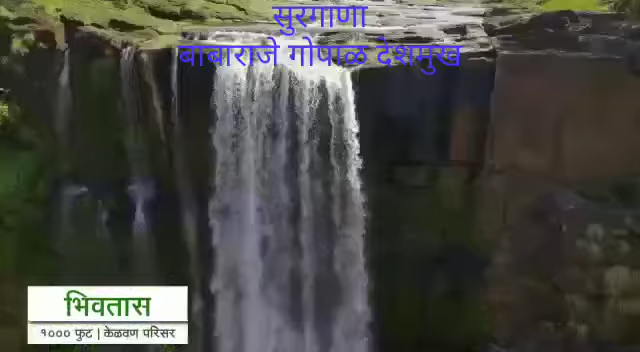 सुरगाणा
बाबाराजे गोपाळ देशमुख
भिवतास
१००० फुट | केळवण परिसर